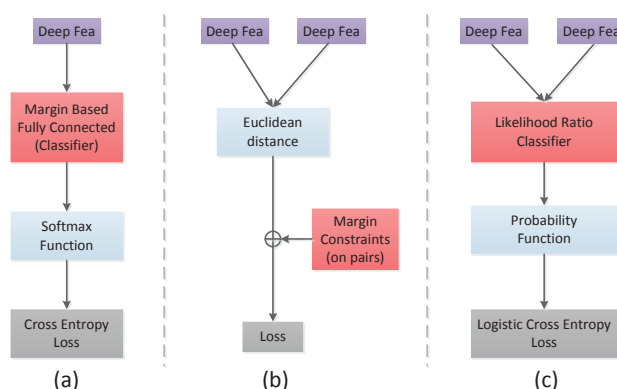 Deep Fea
Margin Based
Fully Connected
(Classifier)
Softmax
Function
Cross Entropy
Loss
(a)
Deep Fea
Deep Fea
Euclidean
distance
Margin
Constraints
(on pairs)
Loss
(b)
Deep Fea
Deep Fea
Likelihood Ratio
Classifier
Probability
Function
Logistic Cross Entropy
Loss
(c)